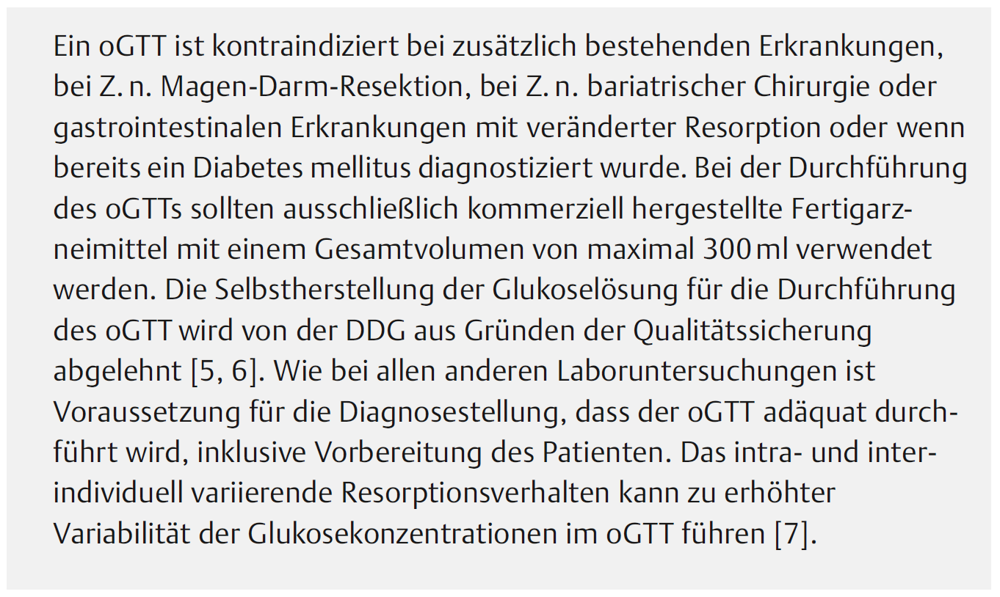 Ein oGTT ist kontraindiziert bei zusätzlich bestehenden Erkrankungen,
bei Z. n. Magen-Darm-Resektion, bei Z. n. bariatrischer Chirurgie oder
gastrointestinalen Erkrankungen mit veränderter Resorption oder wenn
bereits ein Diabetes mellitus diagnostiziert wurde. Bei der Durchführung
des oGTTs sollten ausschließlich kommerziell hergestellte Fertigarz-
neimittel mit einem Gesamtvolumen von maximal 300 ml verwendet
werden. Die Selbstherstellung der Glukoselösung für die Durchführung
des oGTT wird von der DDG aus Gründen der Qualitätssicherung
abgelehnt [5, 6]. Wie bei allen anderen Laboruntersuchungen ist
Voraussetzung für die Diagnosestellung, dass der oGTT adäquat durch-
führt wird, inklusive Vorbereitung des Patienten. Das intra- und inter-
individuell variierende Resorptionsverhalten kann zu erhöhter
Variabilität der Glukosekonzentrationen im oGTT führen [7].